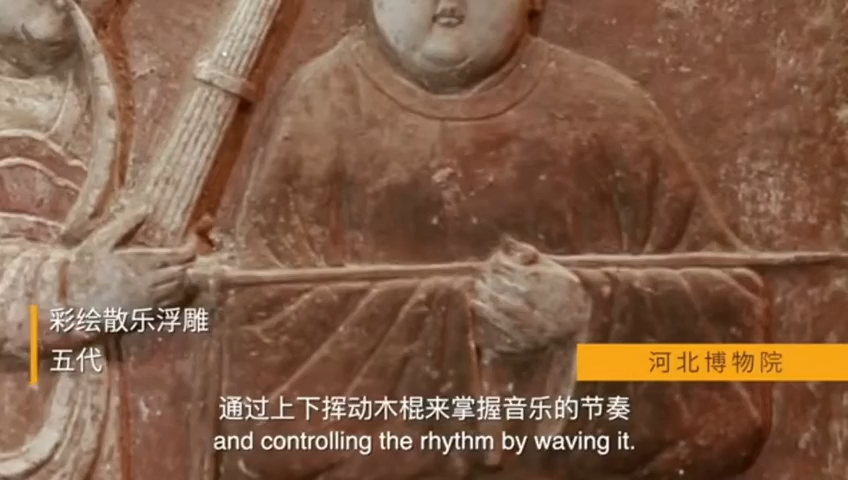 彩绘散乐浮雕
五代
河北博物院
通过上下挥动木棍来掌握音乐的节奏
and controlling the rhythm by waving it.